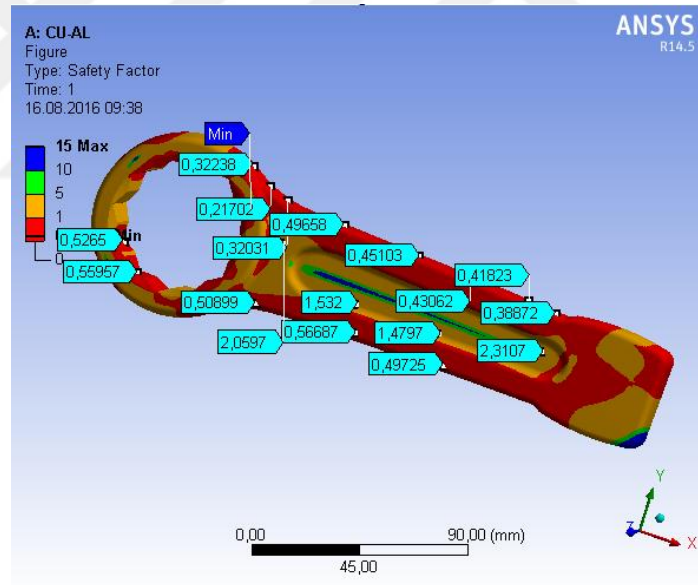 A: CU-AL
Figure
Type: Safety Factor
Time: 1
16.08.2016 09:38
ANSYS
R14.5
15 Max
10
5
1
0
Min
0,32238
0,21702
0,49658
0,5265
0,32031
0,45103
0,55957
0,41823
0,50899
1,532
0,43062
0,38872
2,0597
0,56687
1,4797
2,3107
0,49725
Y
Z
X
0,00
90,00 (mm)
45,00